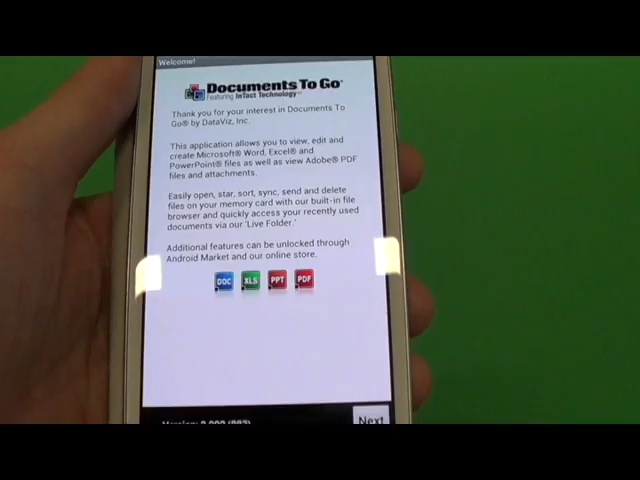 Welcome!
Documents To Go®
Featuring InTact Technology™
Thank you for your interest in Documents To
Go® by DataViz, Inc.
This application allows you to view, edit and
create Microsoft® Word, Excel® and
PowerPoint® files as well as view Adobe® PDF
files and attachments.
Easily open, star, sort, sync, send and delete
files on your memory card with our built-in file
browser and quickly access your recently used
documents via our 'Live Folder.'
Additional features can be unlocked through
Android Market and our online store.
DOC XLS PPT PDF
Next